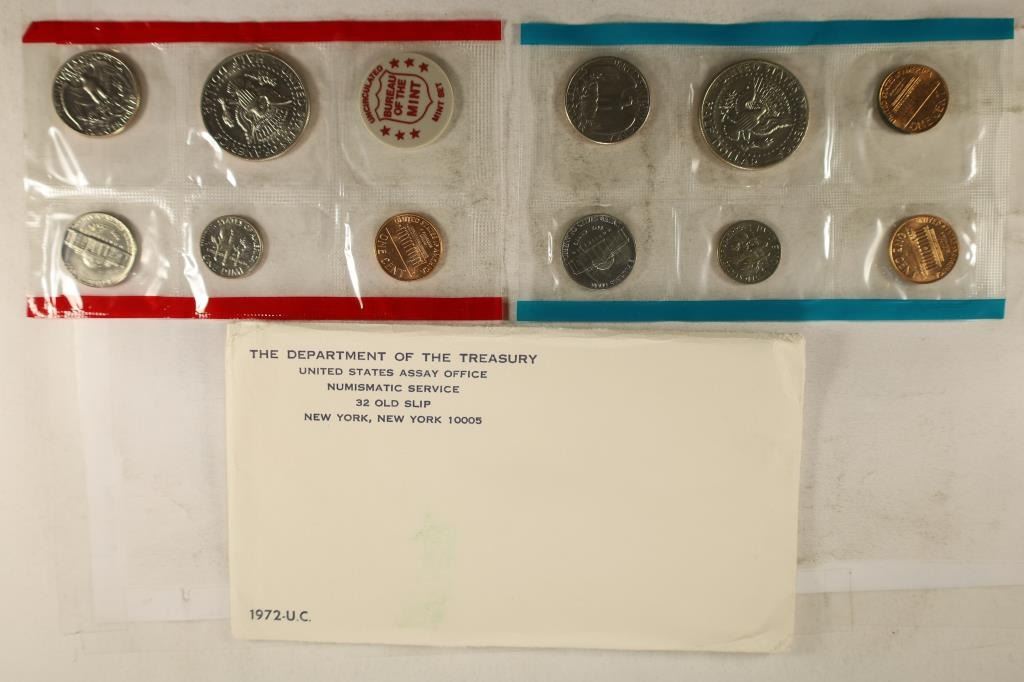 UNCIRCULATED
BUREAU
OF THE
MINT
MINT SET
THE DEPARTMENT OF THE TREASURY
UNITED STATES ASSAY OFFICE
NUMISMATIC SERVICE
32 OLD SLIP
NEW YORK, NEW YORK 10005
1972-U.C.